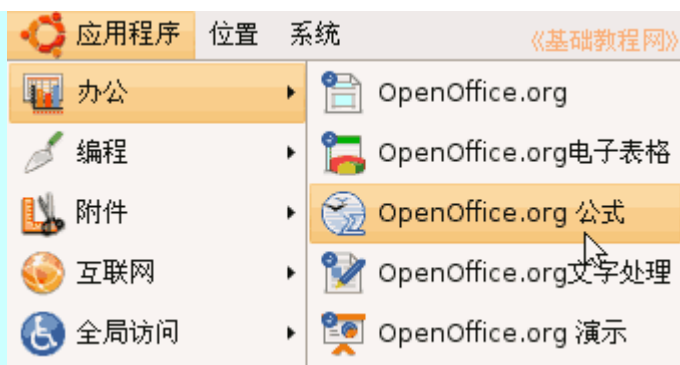 应用程序 位置 系统 《基础教程网》
办公
编程
附件
互联网
全局访问
OpenOffice.org
OpenOffice.org电子表格
OpenOffice.org 公式
OpenOffice.org文字处理
OpenOffice.org 演示